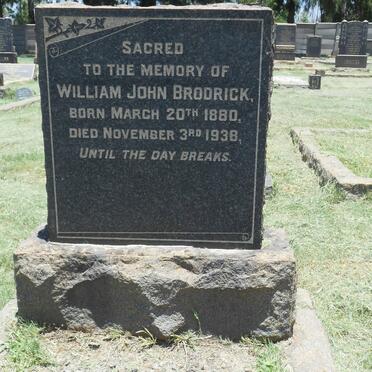 SACRED
TO THE MEMORY OF
WILLIAM JOHN BRODRICK,
BORN MARCH 20TH 1880,
DIED NOVEMBER 3RD 1938,
UNTIL THE DAY BREAKS.